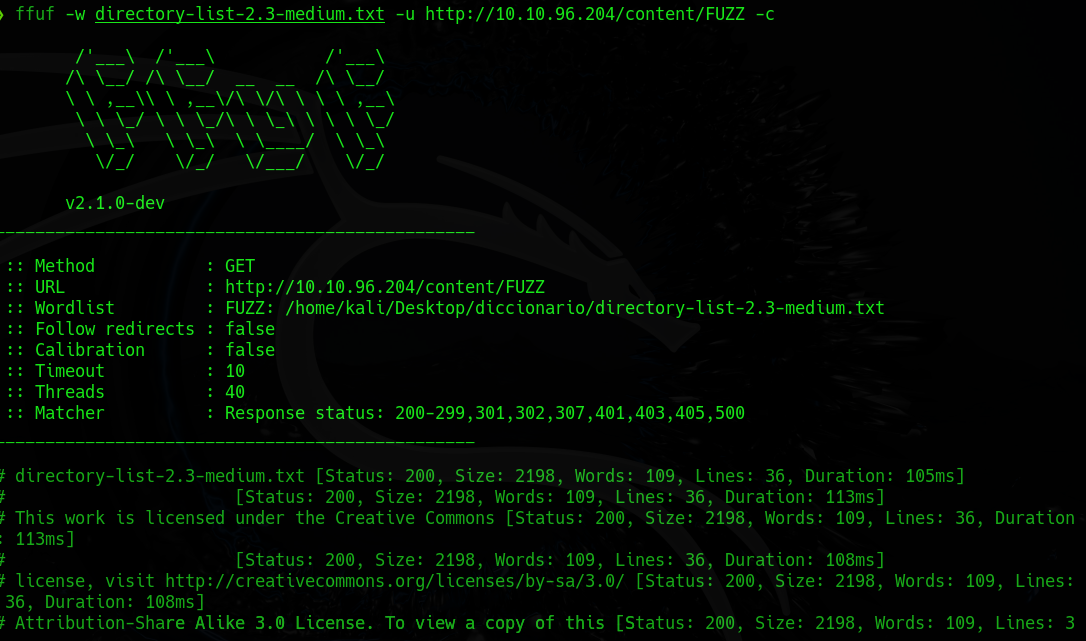 ❯ ffuf -w directory-list-2.3-medium.txt -u http://10.10.96.204/content/FUZZ -c
        /'___\  /'___\           /'___\
       /\ \__/ /\ \__/  __  __  /\ \__/
       \ \ ,__\\ \ ,__\/\ \/\ \ \ \ ,__\
        \ \ \_/ \ \ \_/\ \ \_\ \ \ \ \_/
         \ \_\   \ \_\  \ \____/  \ \_\
          \/_/    \/_/   \/___/    \/_/
       v2.1.0-dev
________________________________________________
 :: Method           : GET
 :: URL              : http://10.10.96.204/content/FUZZ
 :: Wordlist         : FUZZ: /home/kali/Desktop/diccionario/directory-list-2.3-medium.txt
 :: Follow redirects : false
 :: Calibration      : false
 :: Timeout          : 10
 :: Threads          : 40
 :: Matcher          : Response status: 200-299,301,302,307,401,403,405,500
________________________________________________
# directory-list-2.3-medium.txt [Status: 200, Size: 2198, Words: 109, Lines: 36, Duration: 105ms]
#                       [Status: 200, Size: 2198, Words: 109, Lines: 36, Duration: 113ms]
# This work is licensed under the Creative Commons [Status: 200, Size: 2198, Words: 109, Lines: 36, Duration
: 113ms]
#                       [Status: 200, Size: 2198, Words: 109, Lines: 36, Duration: 108ms]
# license, visit http://creativecommons.org/licenses/by-sa/3.0/ [Status: 200, Size: 2198, Words: 109, Lines:
36, Duration: 108ms]
# Attribution-Share Alike 3.0 License. To view a copy of this [Status: 200, Size: 2198, Words: 109, Lines: 3